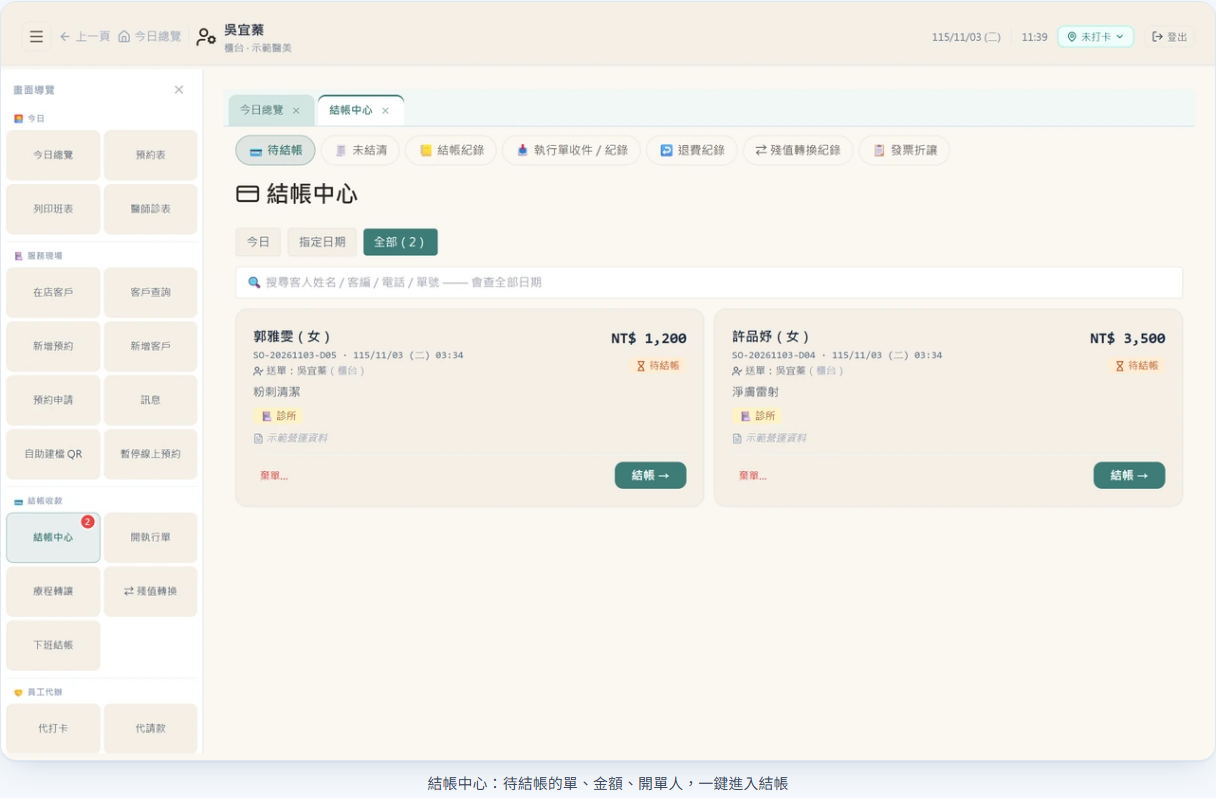 上一頁 今日總覽 吳宜蓁
櫃台 · 示範醫美
115/11/03 (二) 11:39 未打卡 登出
畫面導覽
今日
今日總覽 預約表
列印班表 醫師診表
服務現場
在店客戶 客戶查詢
新增預約 新增客戶
預約申請 訊息
自助建檔 QR 暫停線上預約
結帳收款
結帳中心 2 開執行單
療程轉讓 殘值轉換
下班結帳
員工代辦
代打卡 代請款
今日總覽 × 結帳中心 ×
待結帳 未結清 結帳紀錄 執行單收件 / 紀錄 退費紀錄 殘值轉換紀錄 發票折讓
結帳中心
今日 指定日期 全部 ( 2 )
搜尋客人姓名 / 客編 / 電話 / 單號 —— 會查全部日期
郭雅雯 ( 女 ) NT$ 1,200
SO-20261103-D05 · 115/11/03 (二) 03:34 待結帳
送單：吳宜蓁 ( 櫃台 )
粉刺清潔
診所
示範營運資料
棄單... 結帳 →
許品妤 ( 女 ) NT$ 3,500
SO-20261103-D04 · 115/11/03 (二) 03:34 待結帳
送單：吳宜蓁 ( 櫃台 )
淨膚雷射
診所
示範營運資料
棄單... 結帳 →
結帳中心：待結帳的單、金額、開單人，一鍵進入結帳